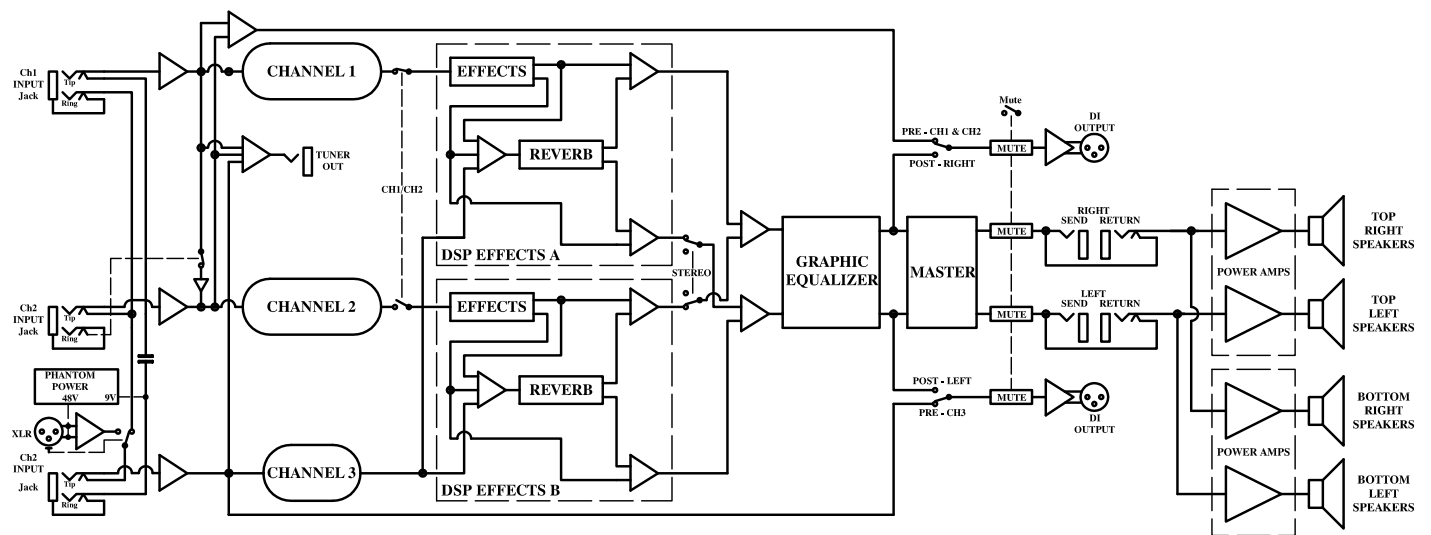 Ch1
INPUT
Jack
Tip
Ring
CHANNEL 1
EFFECTS
REVERB
DSP EFFECTS A
TUNER
OUT
CH1/CH2
STEREO
Ch2
INPUT
Jack
Tip
Ring
CHANNEL 2
EFFECTS
REVERB
DSP EFFECTS B
PHANTOM
POWER
48V
9V
XLR
Ch2
INPUT
Jack
Tip
Ring
CHANNEL 3
GRAPHIC
EQUALIZER
MASTER
PRE - CH1 & CH2
POST - RIGHT
Mute
MUTE
DI
OUTPUT
MUTE
RIGHT
SEND
RETURN
MUTE
LEFT
SEND
RETURN
POST - LEFT
PRE - CH3
MUTE
DI
OUTPUT
POWER AMPS
POWER AMPS
TOP
RIGHT
SPEAKERS
TOP
LEFT
SPEAKERS
BOTTOM
RIGHT
SPEAKERS
BOTTOM
LEFT
SPEAKERS